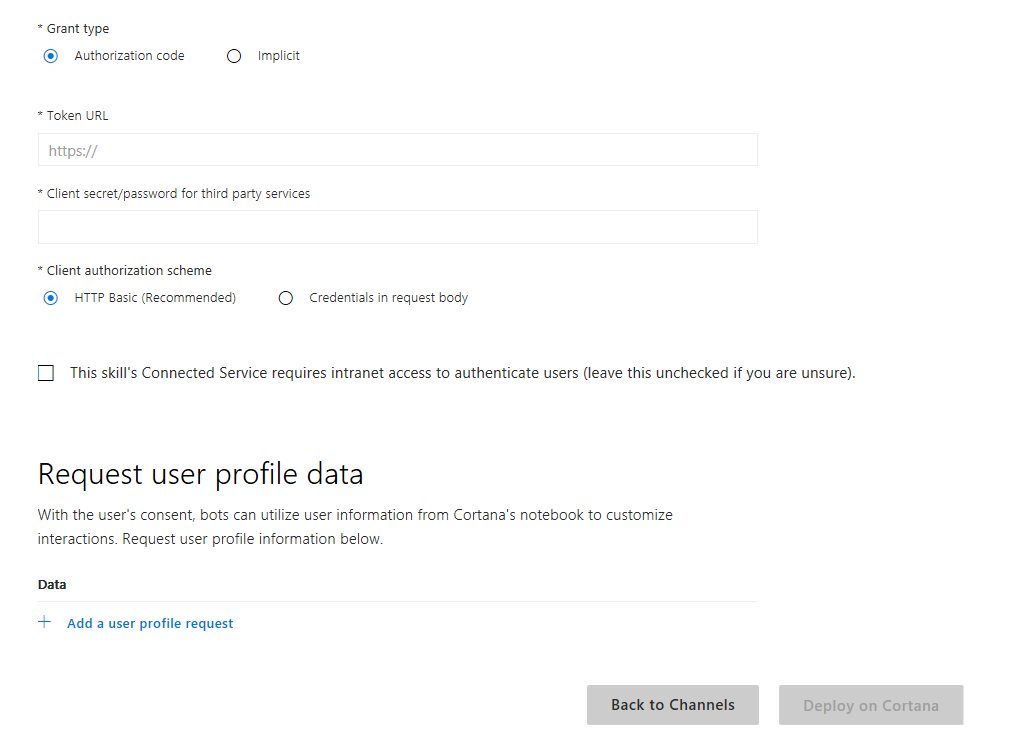 * Grant type
Authorization code Implicit
* Token URL
https://
* Client secret/password for third party services
* Client authorization scheme
HTTP Basic (Recommended) Credentials in request body
This skill's Connected Service requires intranet access to authenticate users (leave this unchecked if you are unsure).
Request user profile data
With the user's consent, bots can utilize user information from Cortana's notebook to customize
interactions. Request user profile information below.
Data
+ Add a user profile request
Back to Channels Deploy on Cortana